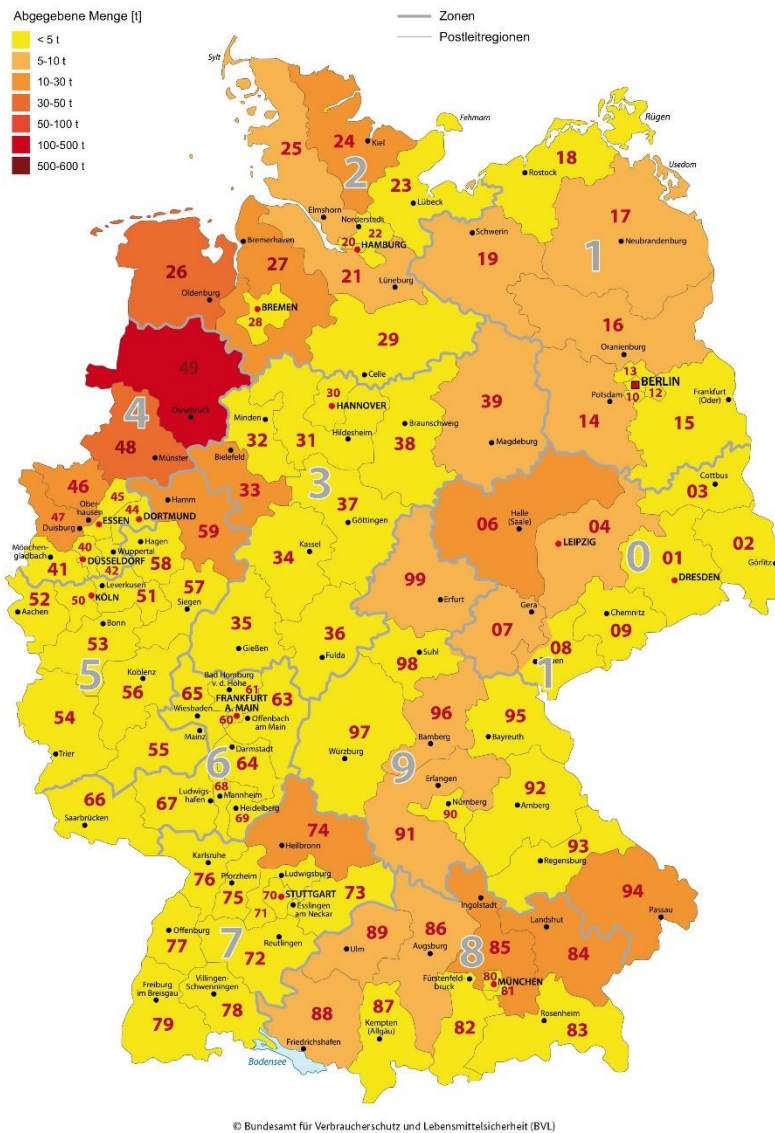 Abgegebene Menge [t]
< 5 t
5-10 t
10-30 t
30-50 t
50-100 t
100-500 t
500-600 t
Zonen
Postleitregionen
Sylt
Fehmarn
Rügen
Usedom
25
24
Kiel
2
23
Lübeck
18
Rostock
17
Neubrandenburg
1
Elmshorn
Norderstedt
22
20
HAMBURG
Schwerin
19
Bremerhaven
27
21
Lüneburg
26
Oldenburg
BREMEN
28
29
Celle
16
Oranienburg
13
BERLIN
10
12
Potsdam
14
Frankfurt
(Oder)
15
49
Osnabrück
4
48
Münster
30
HANNOVER
Minden
32
31
Hildesheim
38
Braunschweig
39
Magdeburg
Bielefeld
33
3
46
45
44
Ober-
hausen
47
Duisburg
ESSEN
DORTMUND
Hamm
59
37
Göttingen
Cottbus
03
06
Halle
(Saale)
04
LEIPZIG
0
01
DRESDEN
02
Görlitz
Mönchen-
gladbach
41
40
DÜSSELDORF
42
Wuppertal
Hagen
58
34
Kassel
52
Aachen
50
KÖLN
Leverkusen
51
57
Siegen
99
Erfurt
Gera
07
Chemnitz
09
08
1
53
Bonn
5
35
Gießen
36
Fulda
98
Suhl
Koblenz
56
54
Trier
55
65
Bad Homburg
v. d. Höhe
61
63
FRANKFURT
A. MAIN
60
Wiesbaden
Offenbach
am Main
Mainz
6
Darmstadt
64
97
Würzburg
96
Bamberg
95
Bayreuth
9
66
Saarbrücken
67
Ludwigs-
hafen
68
Mannheim
Heidelberg
69
Erlangen
Nürnberg
90
91
92
Amberg
93
Regensburg
74
Heilbronn
Karlsruhe
76
Pforzheim
75
Ludwigsburg
70
STUTTGART
71
Esslingen
am Neckar
73
94
Passau
Offenburg
77
7
Reutlingen
72
Ulm
89
86
Augsburg
8
Ingolstadt
85
Landshut
84
Fürstenfeld-
bruck
80
MÜNCHEN
81
Freiburg
im Breisgau
79
Villingen-
Schwenningen
78
88
Friedrichshafen
87
Kempten
(Allgäu)
82
Rosenheim
83
Bodensee
© Bundesamt für Verbraucherschutz und Lebensmittelsicherheit (BVL)